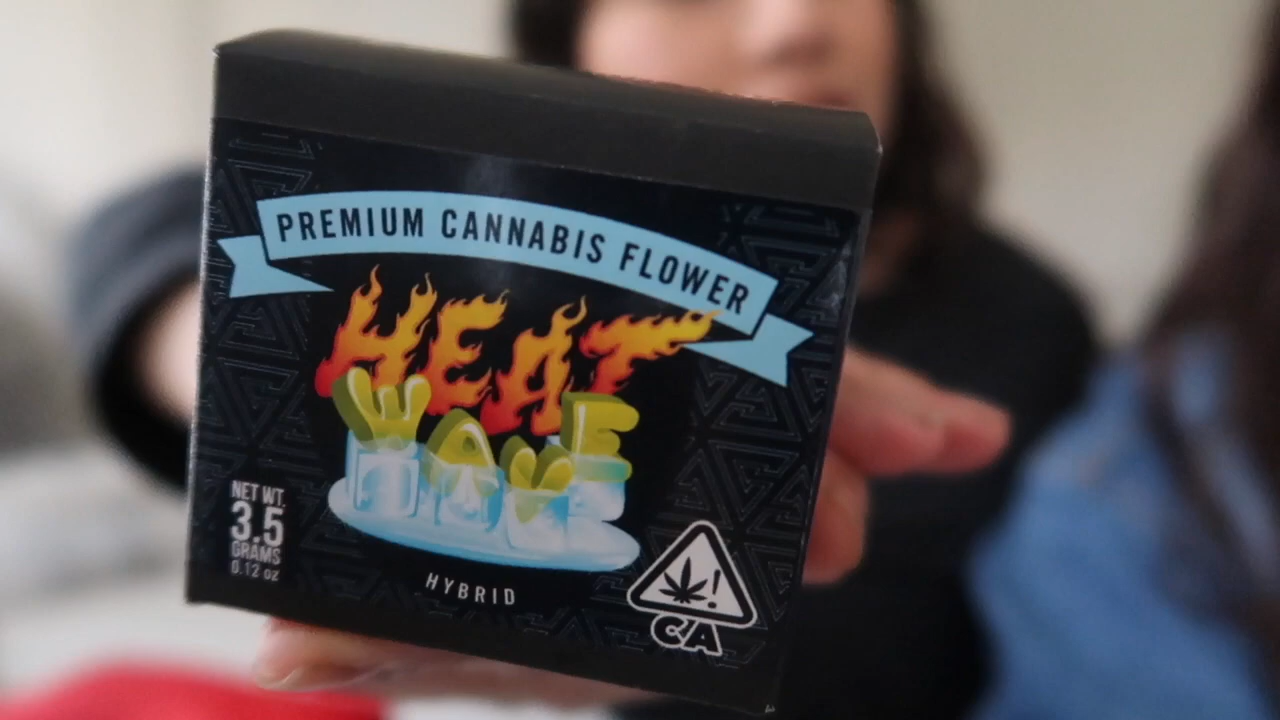 PREMIUM CANNABIS FLOWER
HEAT
WAVE
NET WT.
3.5
GRAMS
0.12 oz
HYBRID
!
CA